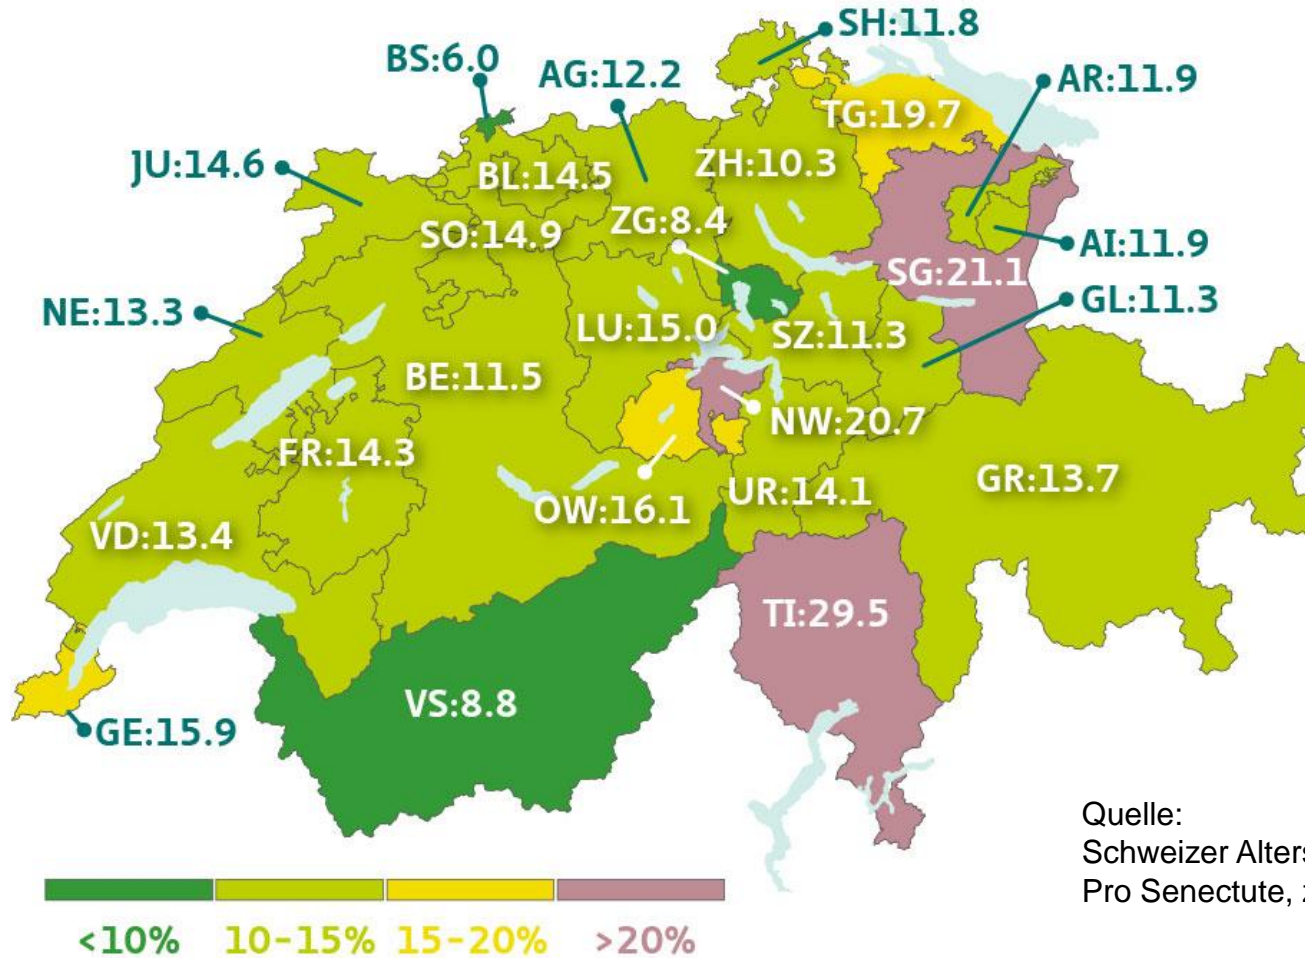 SH:11.8
BS:6.0
AG:12.2
AR:11.9
TG:19.7
JU:14.6
BL:14.5
ZH:10.3
SO:14.9
ZG:8.4
AI:11.9
SG:21.1
GL:11.3
NE:13.3
LU:15.0
SZ:11.3
BE:11.5
NW:20.7
FR:14.3
GR:13.7
UR:14.1
OW:16.1
VD:13.4
TI:29.5
VS:8.8
GE:15.9
Quelle:
Schweizer Alters
Pro Senectute,
<10% 10-15% 15-20% >20%